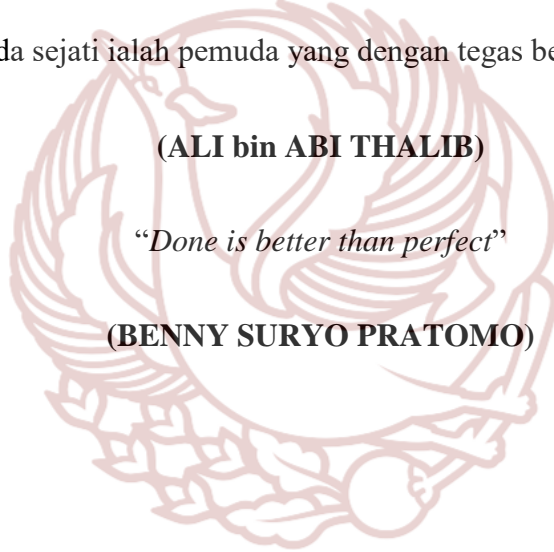 da sejati ialah pemuda yang dengan tegas be
(ALI bin ABI THALIB)
“Done is better than perfect”
(BENNY SURYO PRATOMO)